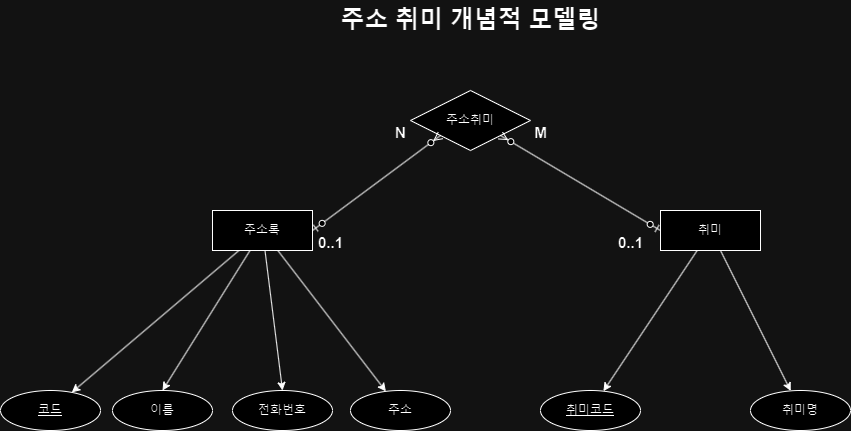 주소 취미 개념적 모델링
주소취미
N
M
주소록
취미
0..1
0..1
코드
이름
전화번호
주소
취미코드
취미명